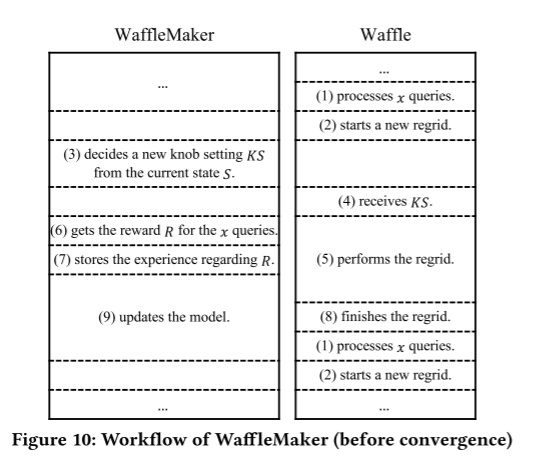 WaffleMaker
Waffle
...
...
(1) processes x queries.
(2) starts a new regrid.
(3) decides a new knob setting KS
from the current state S.
(4) receives KS.
(6) gets the reward R for the x queries.
(7) stores the experience regarding R.
(5) performs the regrid.
(9) updates the model.
(8) finishes the regrid.
(1) processes x queries.
(2) starts a new regrid.
...
...
Figure 10: Workflow of WaffleMaker (before convergence)